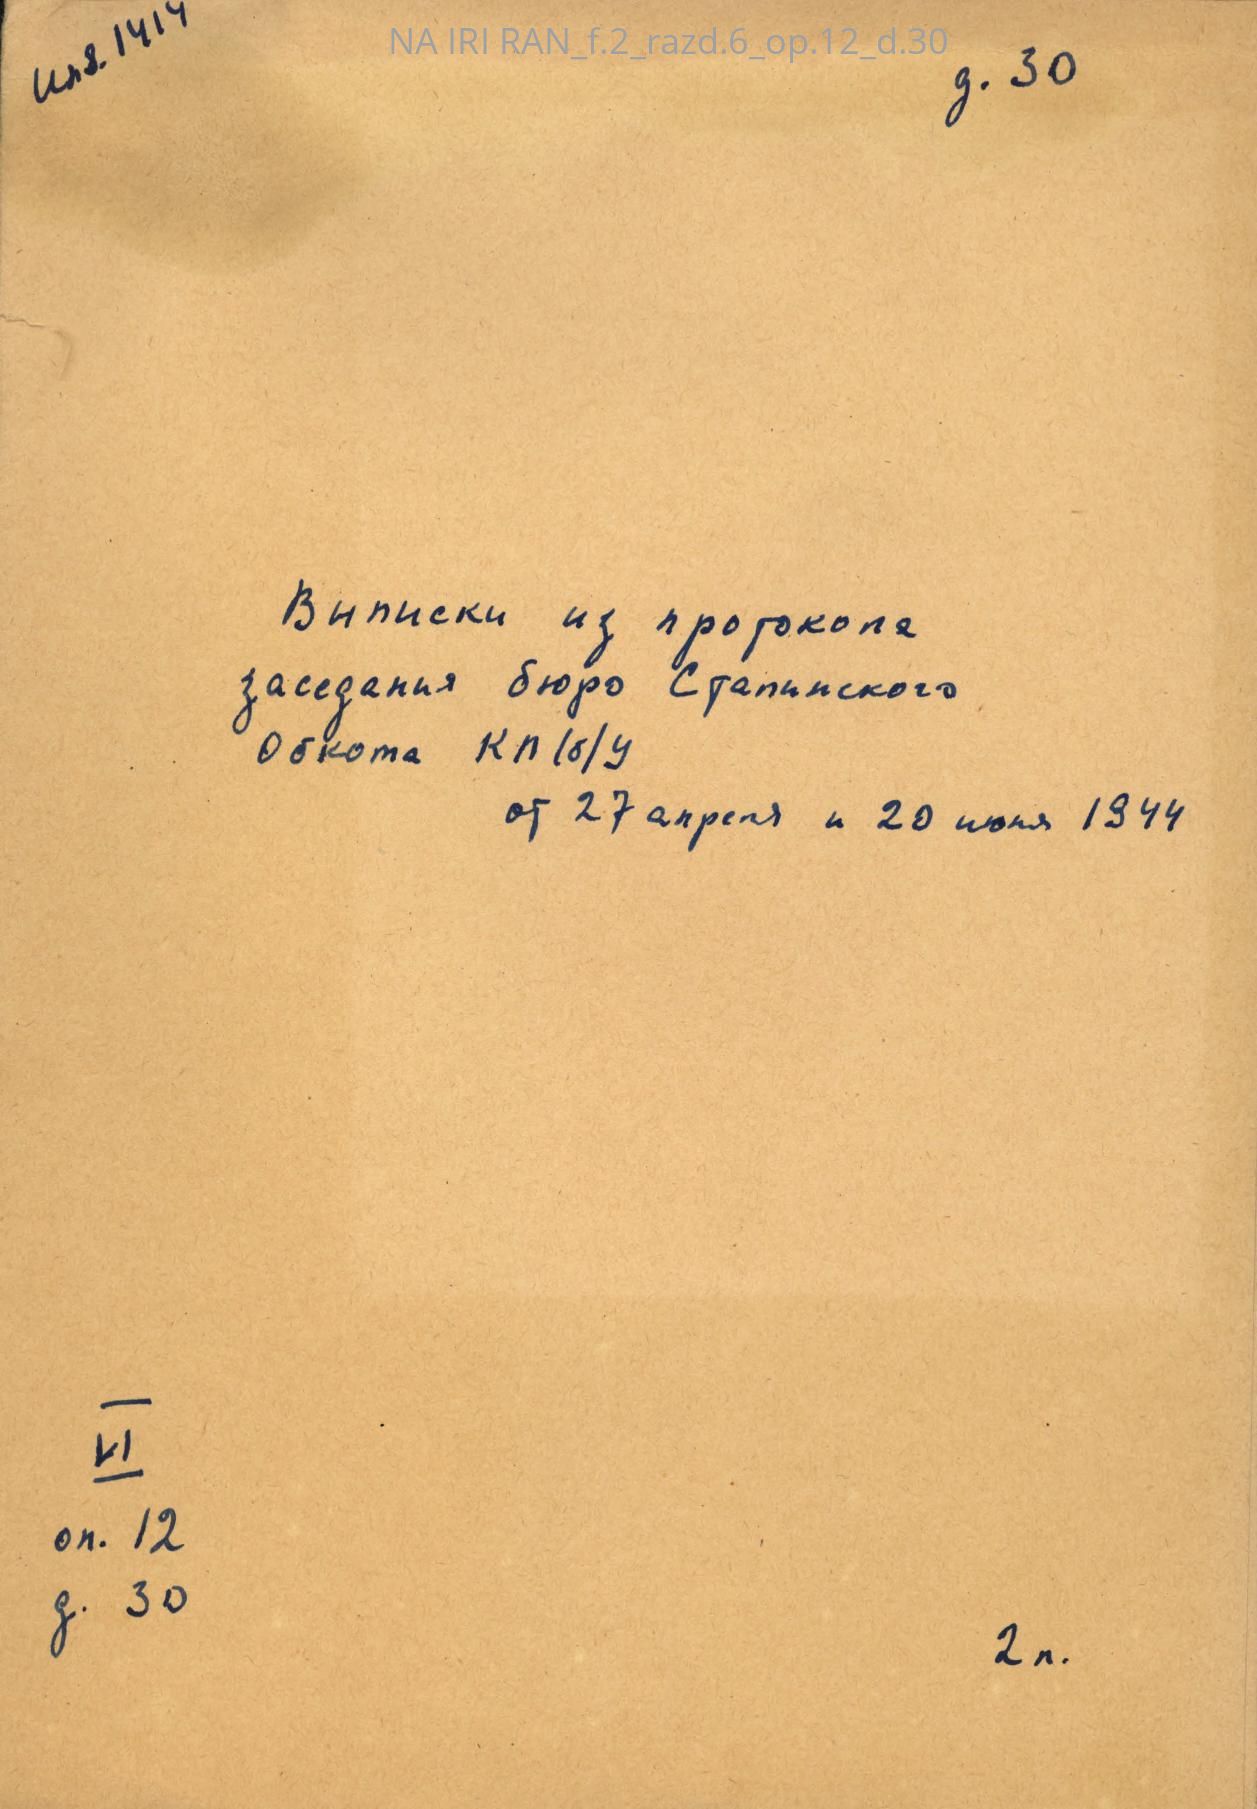 NA IRI RAN_f.2_razd.6_op.12_d.30
Инв. 1414
д. 30
Выписки из протокола
заседания бюро Сталинского
Обкома КП/б/У
от 27 апреля и 20 июня 1944
VI
оп. 12
д. 30
2 л.